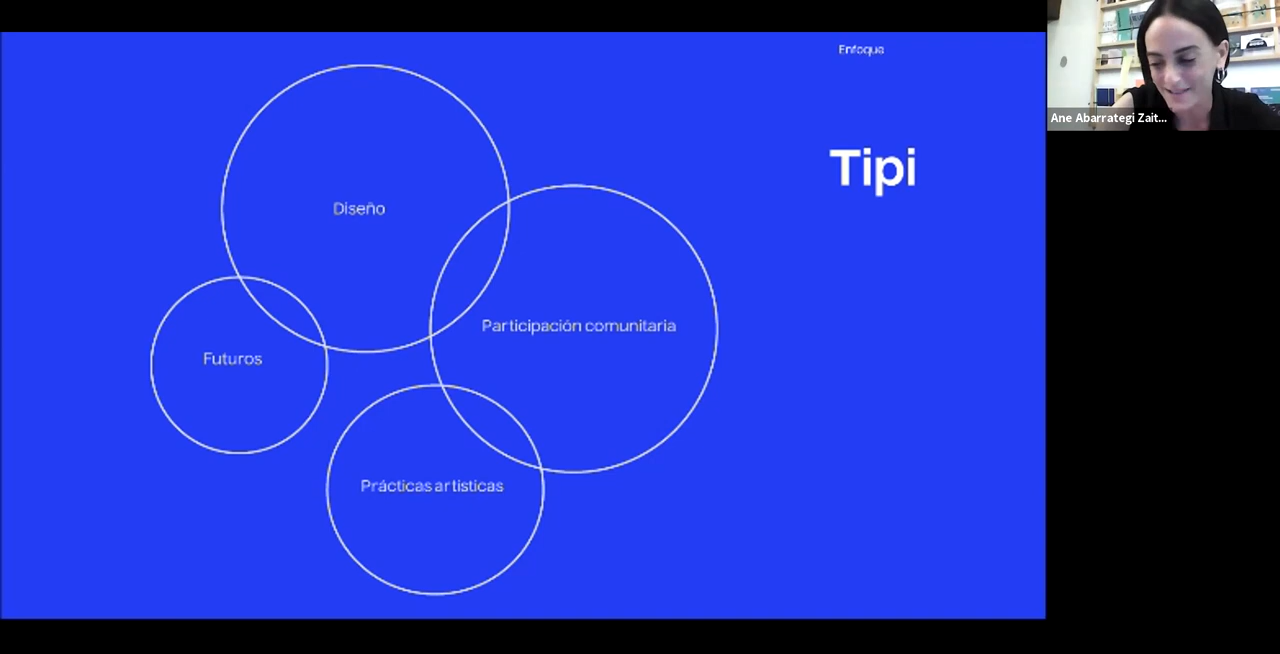 Enfoque
Tipi
Diseño
Participación comunitaria
Futuros
Prácticas artísticas
Ane Abarrategi Zait...